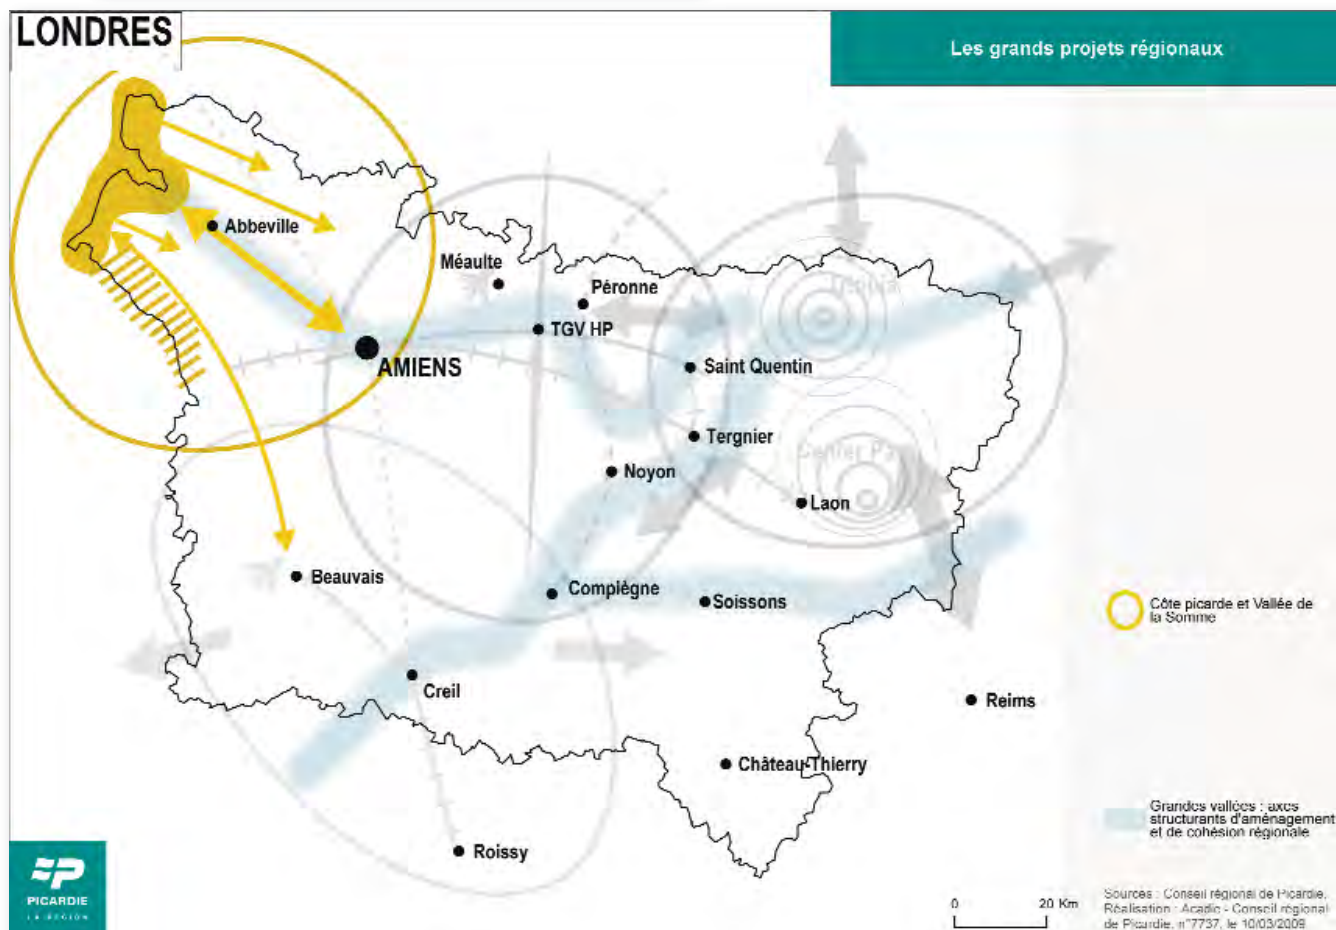 LONDRES
Les grands projets régionaux
Abbeville
Méaulte
Péronne
TGV HP
AMIENS
Saint Quentin
Tergnier
Noyon
Laon
Beauvais
Compiègne
Soissons
Creil
Reims
Château-Thierry
Roissy
Côte picarde et Vallée de
la Somme
Grandes vallées : axes
structurants d'aménagement
et de cohésion régionale
PICARDIE
LA RÉGION
0 20 Km
Sources : Conseil régional de Picardie.
Réalisation : Acadie - Conseil régional
de Picardie, n°7737, le 10/03/2009